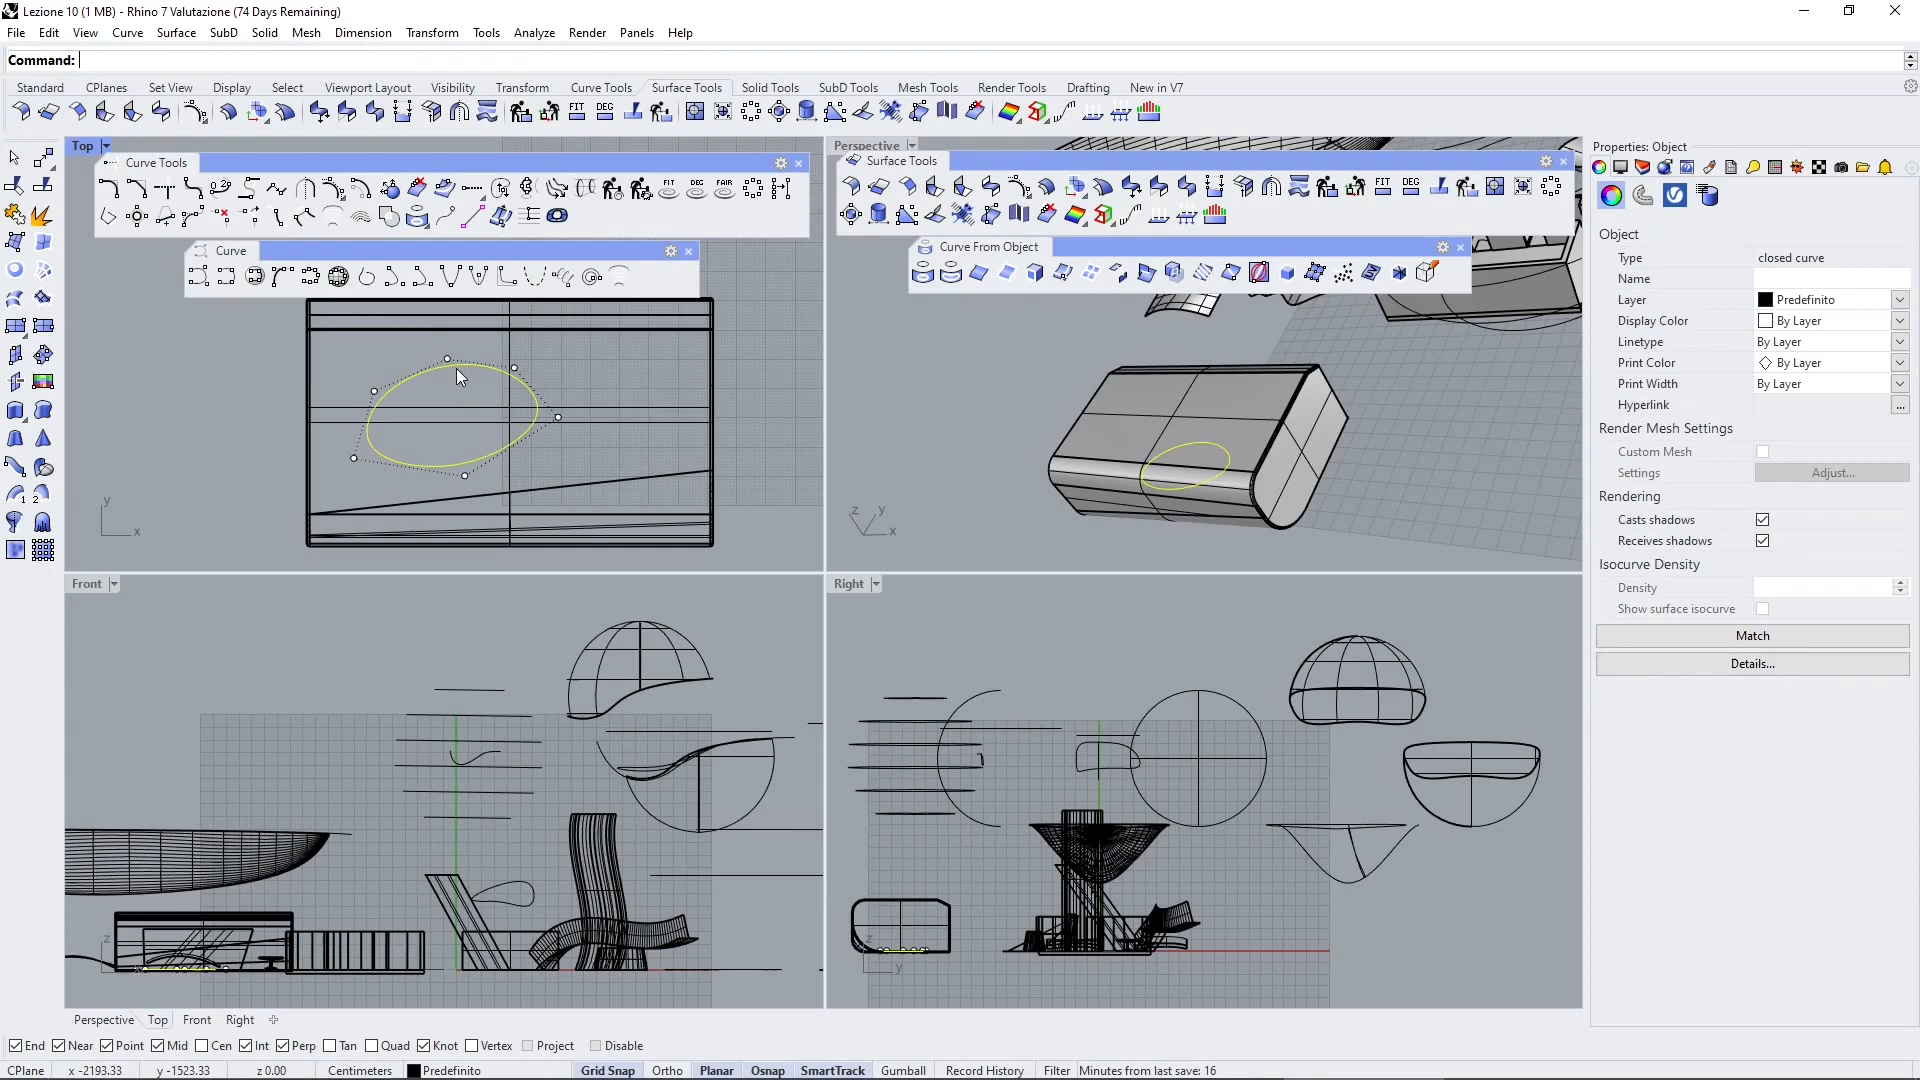 Lezione 10 (1 MB) - Rhino 7 Valutazione (74 Days Remaining)
File Edit View Curve Surface SubD Solid Mesh Dimension Transform Tools Analyze Render Panels Help
Command:
Standard CPlanes Set View Display Select Viewport Layout Visibility Transform Curve Tools Surface Tools Solid Tools SubD Tools Mesh Tools Render Tools Drafting New in V7
FIT DEG
Top
Perspective
Properties: Object
Curve Tools
Surface Tools
FIT DEG FAIR
FIT DEG
Curve
Curve From Object
Object
Type closed curve
Name
Layer Predefinito
Display Color By Layer
Linetype By Layer
Print Color By Layer
Print Width By Layer
Hyperlink ...
Render Mesh Settings
Custom Mesh
Settings Adjust...
Rendering
Casts shadows
Receives shadows
Isocurve Density
Density
Show surface isocurve
Match
Details...
y
x
z y
x
Front
Right
z
z
y
Perspective Top Front Right
End Near Point Mid Cen Int Perp Tan Quad Knot Vertex Project Disable
CPlane x -2193.33 y -1523.33 z 0.00 Centimeters Predefinito Grid Snap Ortho Planar Osnap SmartTrack Gumball Record History Filter Minutes from last save: 16